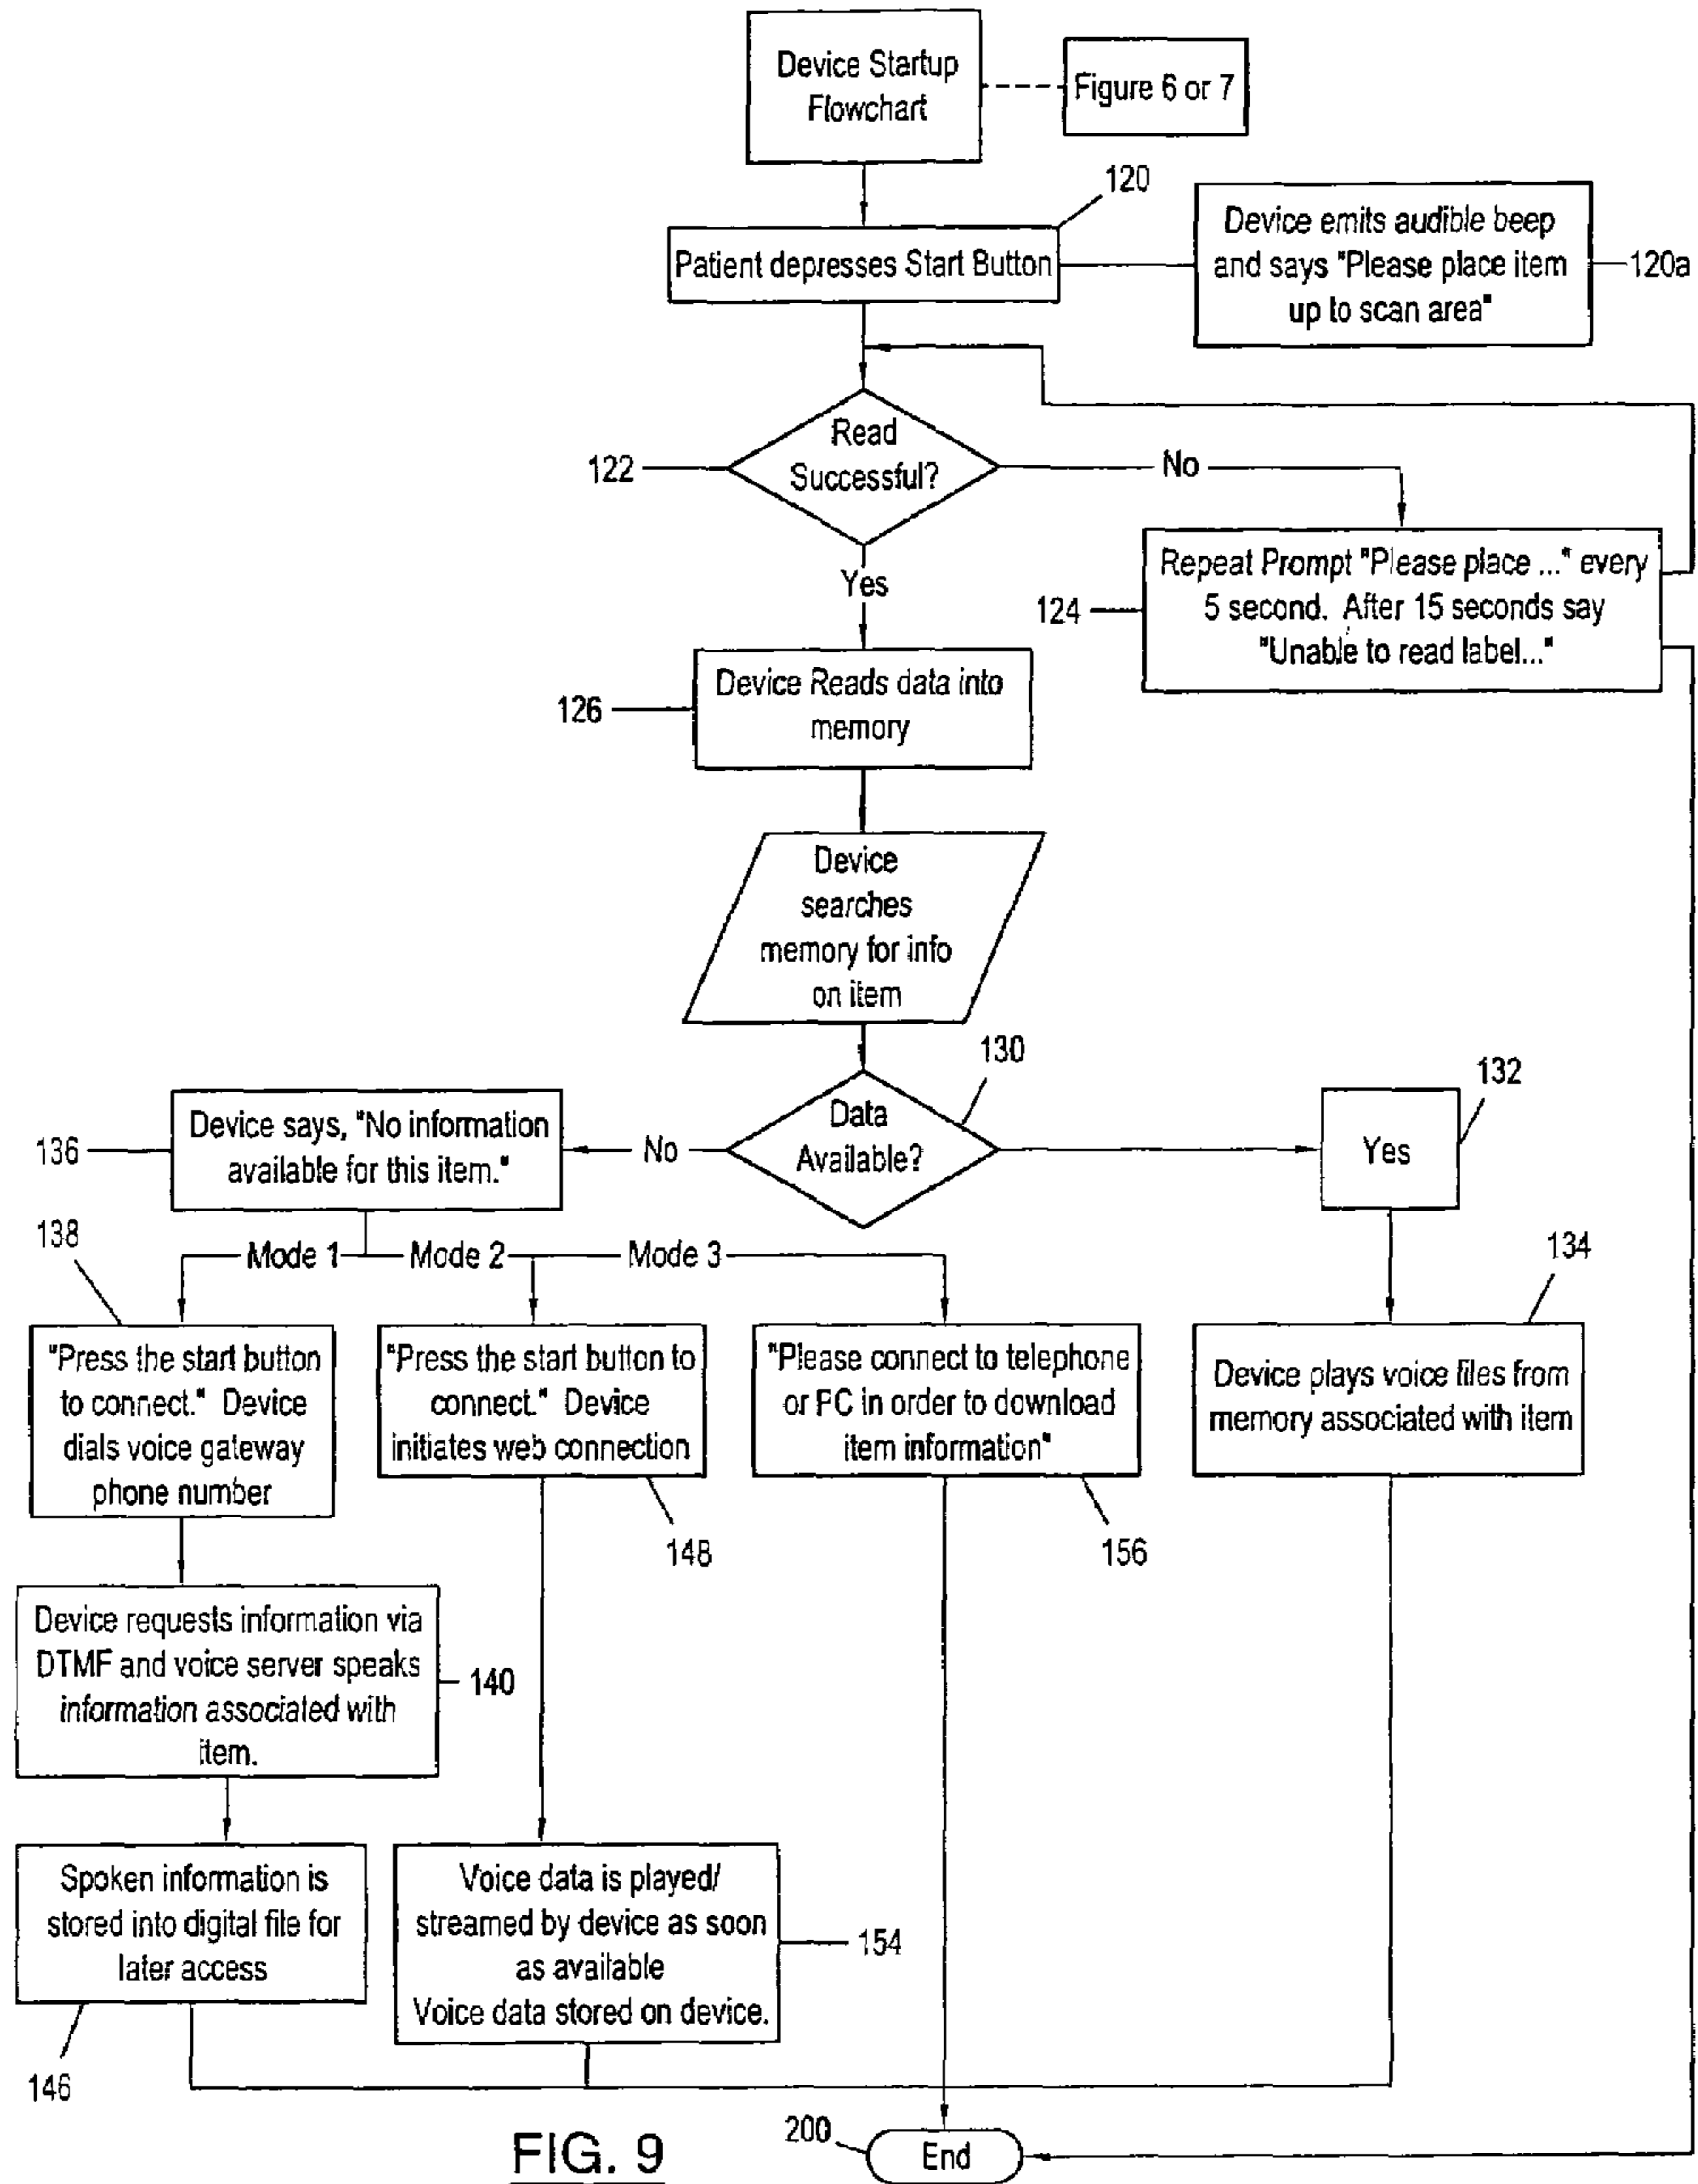 Device Startup
Flowchart
Figure 6 or 7
120
Patient depresses Start Button
Device emits audible beep
and says "Please place item
up to scan area"
120a
Read
Successful?
122
No
Yes
Repeat Prompt "Please place ..." every
5 second. After 15 seconds say
"Unable to read label..."
124
Device Reads data into
memory
126
Device
searches
memory for info
on item
130
Data
Available?
No
132
Yes
Device says, "No information
available for this item."
136
138
Mode 1
Mode 2
Mode 3
134
"Press the start button
to connect." Device
dials voice gateway
phone number
"Press the start button to
connect." Device
initiates web connection
"Please connect to telephone
or PC in order to download
item information"
Device plays voice files from
memory associated with item
148
156
Device requests information via
DTMF and voice server speaks
information associated with
item.
140
Spoken information is
stored into digital file for
later access
Voice data is played/
streamed by device as soon
as available
Voice data stored on device.
154
146
200
End
FIG. 9